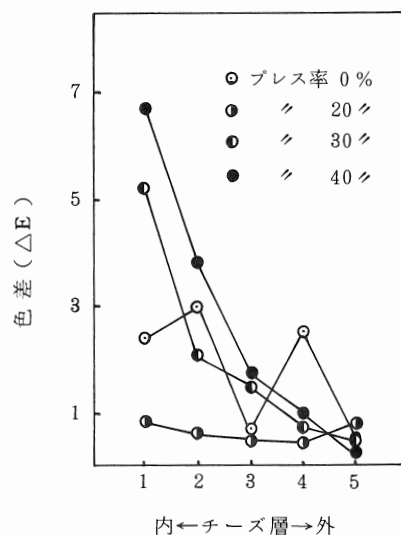 7
5
3
1
色差(△E)
⊙ プレス率 0%
◑ 〃 20〃
◐ 〃 30〃
● 〃 40〃
1 2 3 4 5
内←チーズ層→外